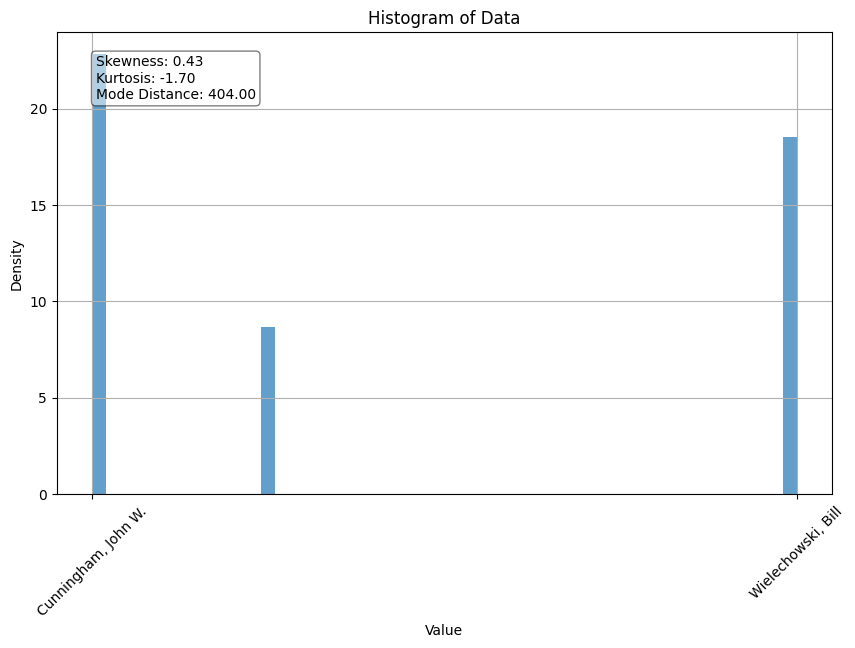 Histogram of Data
Skewness: 0.43
Kurtosis: -1.70
Mode Distance: 404.00
Density
20
15
10
5
0
Cunningham, John W.
Wielechowski, Bill
Value